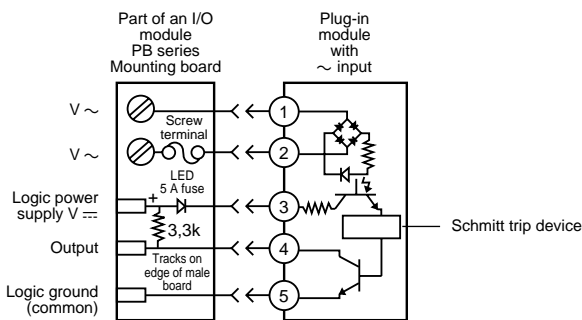 Part of an I/O
module
PB series
Mounting board
Plug-in
module
with
~ input
V ~
Screw
terminal
1
V ~
2
LED
5 A fuse
Logic power
supply V ⎓
+
3
3,3k
Schmitt trip device
Output
4
Tracks on
edge of male
board
Logic ground
(common)
5